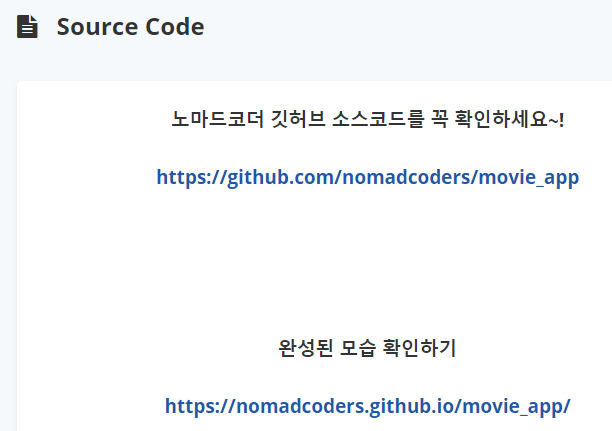 Source Code
노마드코더 깃허브 소스코드를 꼭 확인하세요~!
https://github.com/nomadcoders/movie_app
완성된 모습 확인하기
https://nomadcoders.github.io/movie_app/